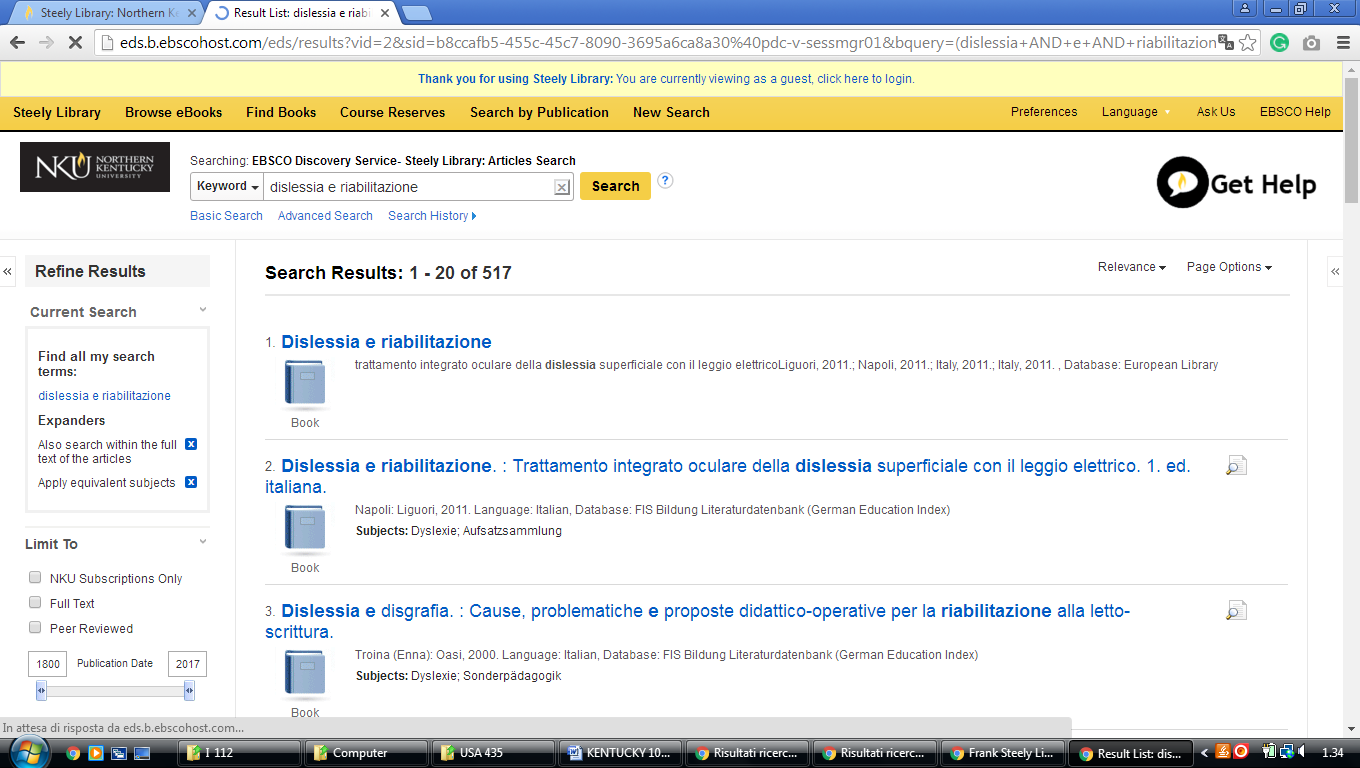 Steely Library: Northern Ke
Result List: dislessia e riabi
eds.b.ebscohost.com/eds/results?vid=2&sid=b8ccafb5-455c-45c7-8090-3695a6ca8a30%40pdc-v-sessmgr01&bquery=(dislessia+AND+e+AND+riabilitazion
Thank you for using Steely Library: You are currently viewing as a guest, click here to login.
Steely Library Browse eBooks Find Books Course Reserves Search by Publication New Search Preferences Language Ask Us EBSCO Help
NKU NORTHERN KENTUCKY UNIVERSITY
Searching: EBSCO Discovery Service- Steely Library: Articles Search
Keyword dislessia e riabilitazione Search ?
Basic Search Advanced Search Search History
Get Help
« Refine Results
Current Search
Find all my search
terms:
dislessia e riabilitazione
Expanders
Also search within the full
text of the articles
Apply equivalent subjects
Limit To
NKU Subscriptions Only
Full Text
Peer Reviewed
1800 Publication Date 2017
Search Results: 1 - 20 of 517
Relevance Page Options «
1. Dislessia e riabilitazione
trattamento integrato oculare della dislessia superficiale con il leggio elettricoLiguori, 2011.; Napoli, 2011.; Italy, 2011.; Italy, 2011. , Database: European Library
Book
2. Dislessia e riabilitazione. : Trattamento integrato oculare della dislessia superficiale con il leggio elettrico. 1. ed.
italiana.
Napoli: Liguori, 2011. Language: Italian, Database: FIS Bildung Literaturdatenbank (German Education Index)
Subjects: Dyslexie; Aufsatzsammlung
Book
3. Dislessia e disgrafia. : Cause, problematiche e proposte didattico-operative per la riabilitazione alla letto-
scrittura.
Troina (Enna): Oasi, 2000. Language: Italian, Database: FIS Bildung Literaturdatenbank (German Education Index)
Subjects: Dyslexie; Sonderpädagogik
Book
In attesa di risposta da eds.b.ebscohost.com...
I 112 Computer USA 435 KENTUCKY 10... Risultati ricerc... Risultati ricerc... Frank Steely Li... Result List: dis... 1.34